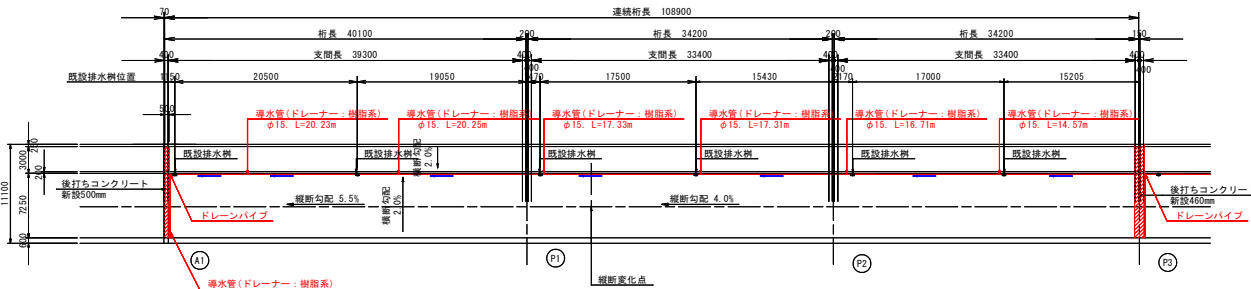 70
連続桁長 108900
桁長 40100
200
桁長 34200
200
桁長 34200
150
400
支間長 39300
400
400
支間長 33400
400
400
支間長 33400
400
400
既設排水桝位置
1150
20500
19050
470
17500
15430
2170
17000
15205
500
導水管(ドレーナー:樹脂系)
φ15. L=20.23m
導水管(ドレーナー:樹脂系)
φ15. L=20.25m
導水管(ドレーナー:樹脂系)
φ15. L=17.33m
導水管(ドレーナー:樹脂系)
φ15. L=17.31m
導水管(ドレーナー:樹脂系)
φ15. L=16.71m
導水管(ドレーナー:樹脂系)
φ15. L=14.57m
250
3000
200
11100
7250
600
既設排水桝
既設排水桝
横断勾配
2.0%
既設排水桝
既設排水桝
既設排水桝
既設排水桝
後打ちコンクリート
新設500mm
縦断勾配 5.5%
横断勾配
2.0%
縦断勾配 4.0%
後打ちコンクリー
新設460mm
ドレーンパイプ
ドレーンパイプ
A1
P1
P2
P3
縦断変化点
導水管(ドレーナー:樹脂系)